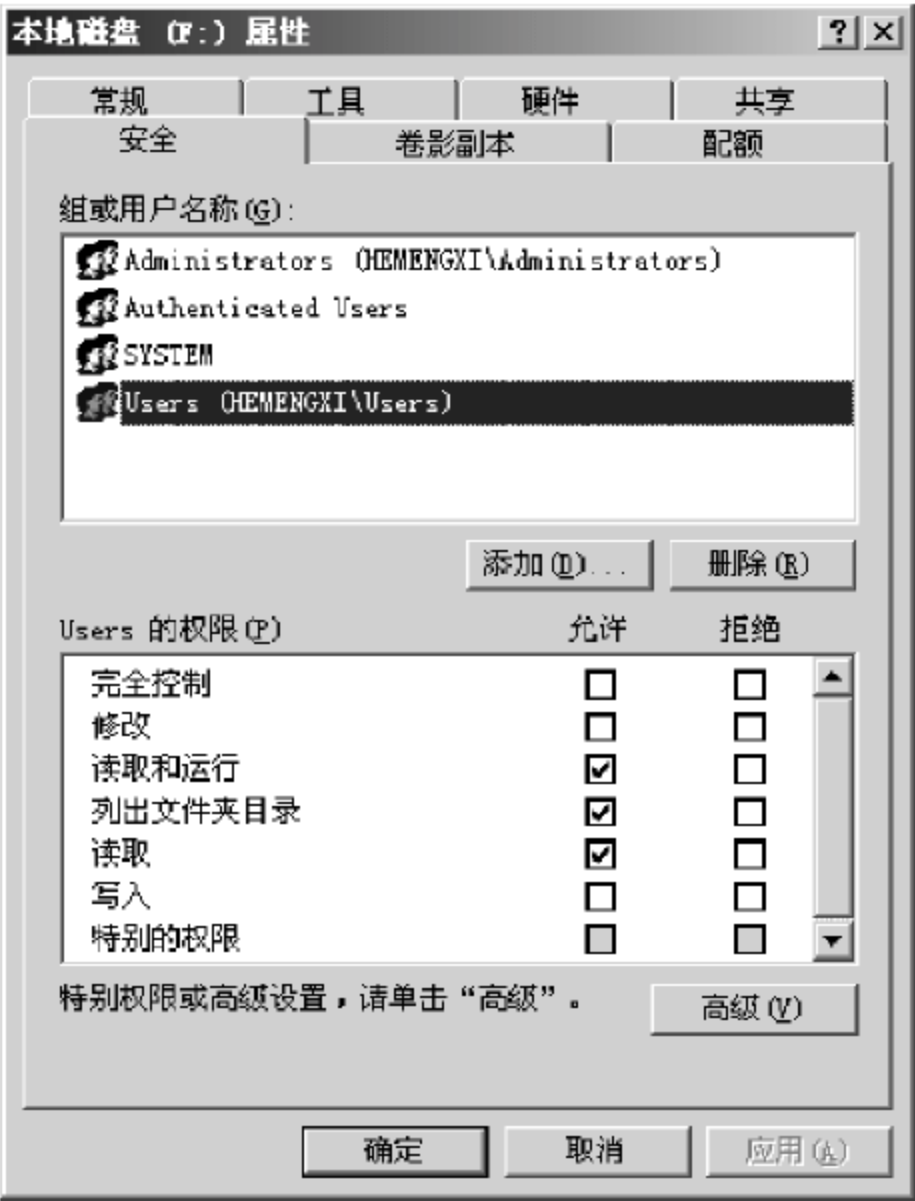 本地磁盘 (F:) 属性
常规 工具 硬件 共享
安全 卷影副本 配额
组或用户名称(G):
Administrators (HEMENGXI\Administrators)
Authenticated Users
SYSTEM
Users (HEMENGXI\Users)
添加(D)... 删除(R)
Users 的权限(P) 允许 拒绝
完全控制
修改
读取和运行
列出文件夹目录
读取
写入
特别的权限
特别权限或高级设置，请单击“高级”。 高级(V)
确定 取消 应用(A)